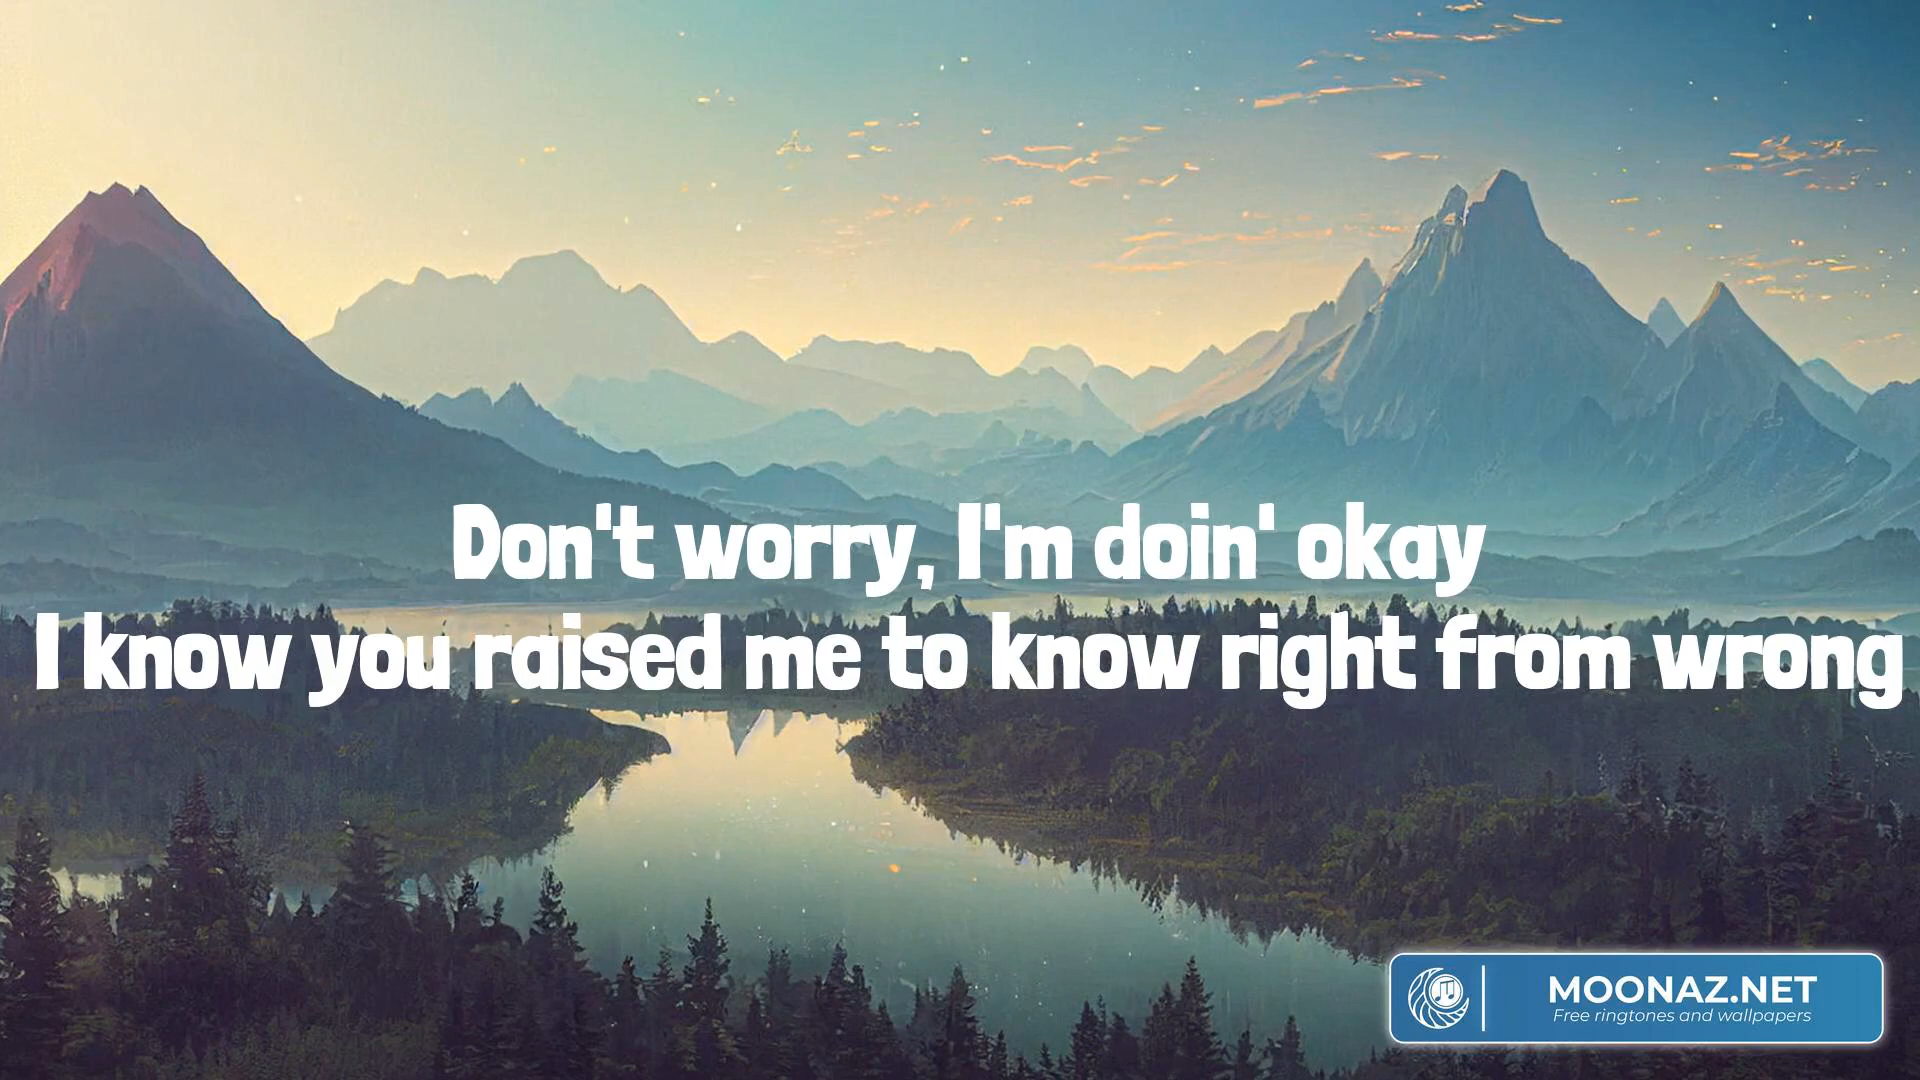 Don't worry, I'm doin' okay
I know you raised me to know right from wrong
MOONAZ.NET
Free ringtones and wallpapers